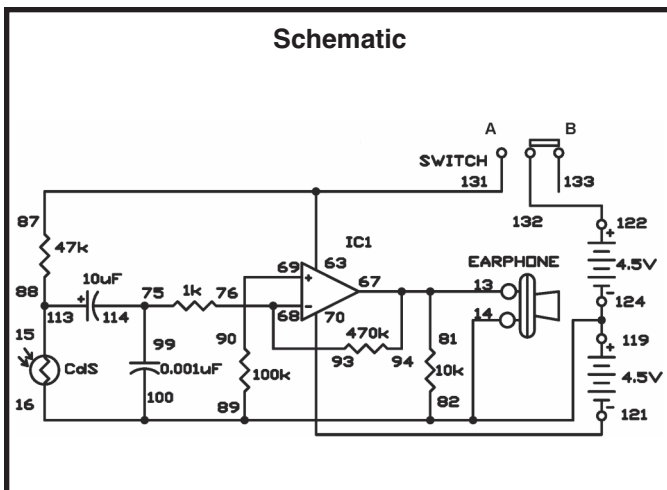 Schematic
A B
SWITCH
131 133
132
87
47k
88
10uF
+
113 114
75
1k
76
69
+
63
IC1
67
68
-
70
470k
93 94
90
100k
89
99
0.001uF
100
15
CdS
16
81
10k
82
EARPHONE
13
14
122
+
4.5V
-
124
119
+
4.5V
-
121